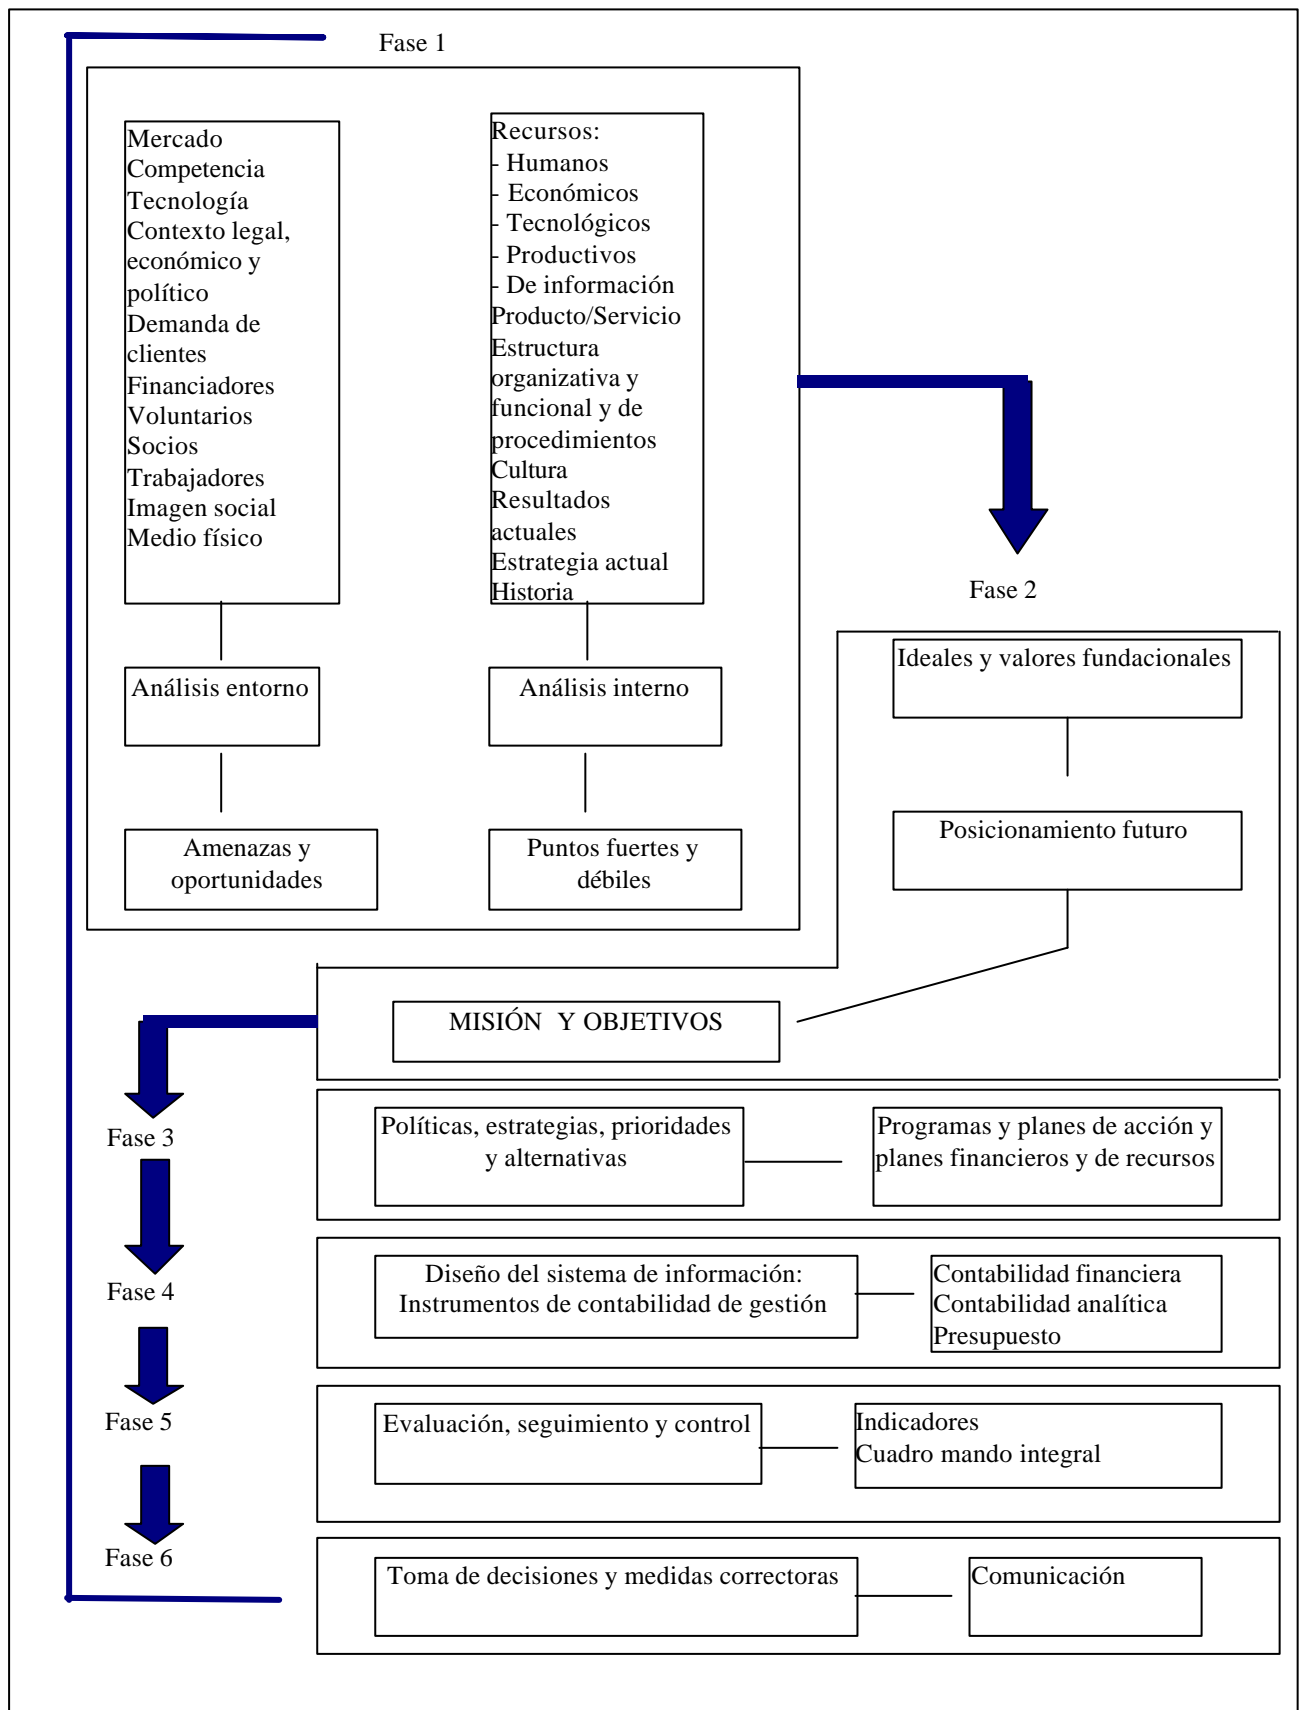 Fase 1
Mercado
Competencia
Tecnología
Contexto legal,
económico y
político
Demanda de
clientes
Financiadores
Voluntarios
Socios
Trabajadores
Imagen social
Medio físico
Recursos:
- Humanos
- Económicos
- Tecnológicos
- Productivos
- De información
Producto/Servicio
Estructura
organizativa y
funcional y de
procedimientos
Cultura
Resultados
actuales
Estrategia actual
Historia
Análisis entorno
Análisis interno
Amenazas y
oportunidades
Puntos fuertes y
débiles
Fase 2
Ideales y valores fundacionales
Posicionamiento futuro
MISIÓN Y OBJETIVOS
Fase 3
Políticas, estrategias, prioridades
y alternativas
Programas y planes de acción y
planes financieros y de recursos
Fase 4
Diseño del sistema de información:
Instrumentos de contabilidad de gestión
Contabilidad financiera
Contabilidad analítica
Presupuesto
Fase 5
Evaluación, seguimiento y control
Indicadores
Cuadro mando integral
Fase 6
Toma de decisiones y medidas correctoras
Comunicación